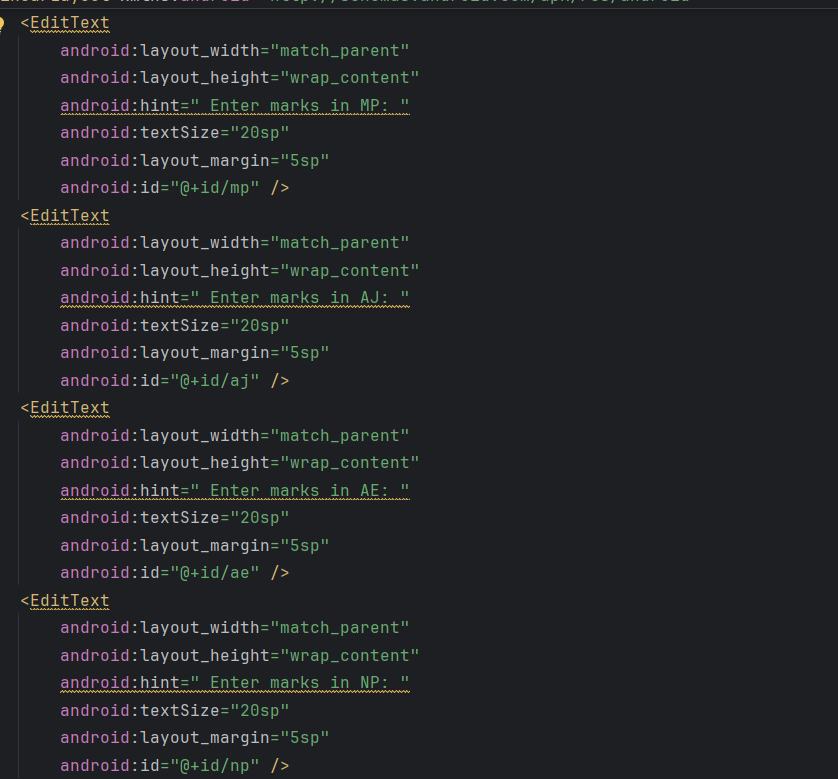 <EditText
android:layout_width="match_parent"
android:layout_height="wrap_content"
android:hint=" Enter marks in MP: "
android:textSize="20sp"
android:layout_margin="5sp"
android:id="@+id/mp" />
<EditText
android:layout_width="match_parent"
android:layout_height="wrap_content"
android:hint=" Enter marks in AJ: "
android:textSize="20sp"
android:layout_margin="5sp"
android:id="@+id/aj" />
<EditText
android:layout_width="match_parent"
android:layout_height="wrap_content"
android:hint=" Enter marks in AE: "
android:textSize="20sp"
android:layout_margin="5sp"
android:id="@+id/ae" />
<EditText
android:layout_width="match_parent"
android:layout_height="wrap_content"
android:hint=" Enter marks in NP: "
android:textSize="20sp"
android:layout_margin="5sp"
android:id="@+id/np" />